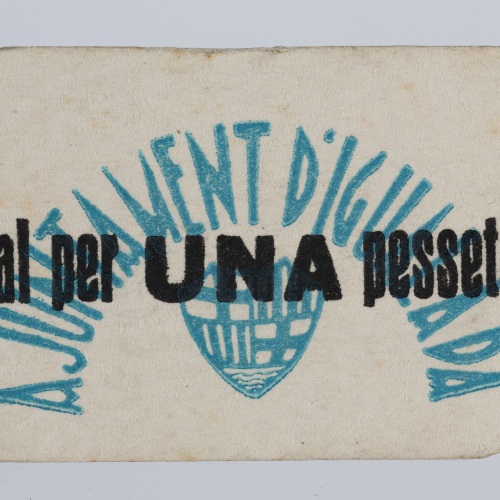 AJUNTAMENT D'IGUALADA
al per UNA pesset